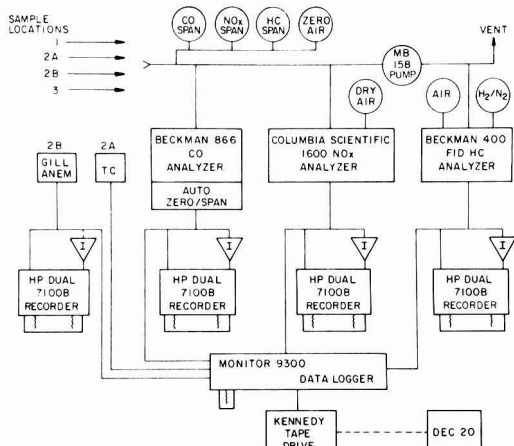 SAMPLE
LOCATIONS
1
2A
2B
3
CO
SPAN
NOx
SPAN
HC
SPAN
ZERO
AIR
VENT
MB
158
PUMP
DRY
AIR
AIR
H2/N2
2B
GILL
ANEM
2A
TC
BECKMAN 866
CO
ANALYZER
AUTO
ZERO/SPAN
COLUMBIA SCIENTIFIC
1600 NOx
ANALYZER
BECKMAN 400
FID HC
ANALYZER
I
I
I
I
HP DUAL
7100B
RECORDER
HP DUAL
7100B
RECORDER
HP DUAL
7100B
RECORDER
HP DUAL
7100B
RECORDER
MONITOR 9300
DATA LOGGER
KENNEDY
TAPE
DRIVE
DEC 20